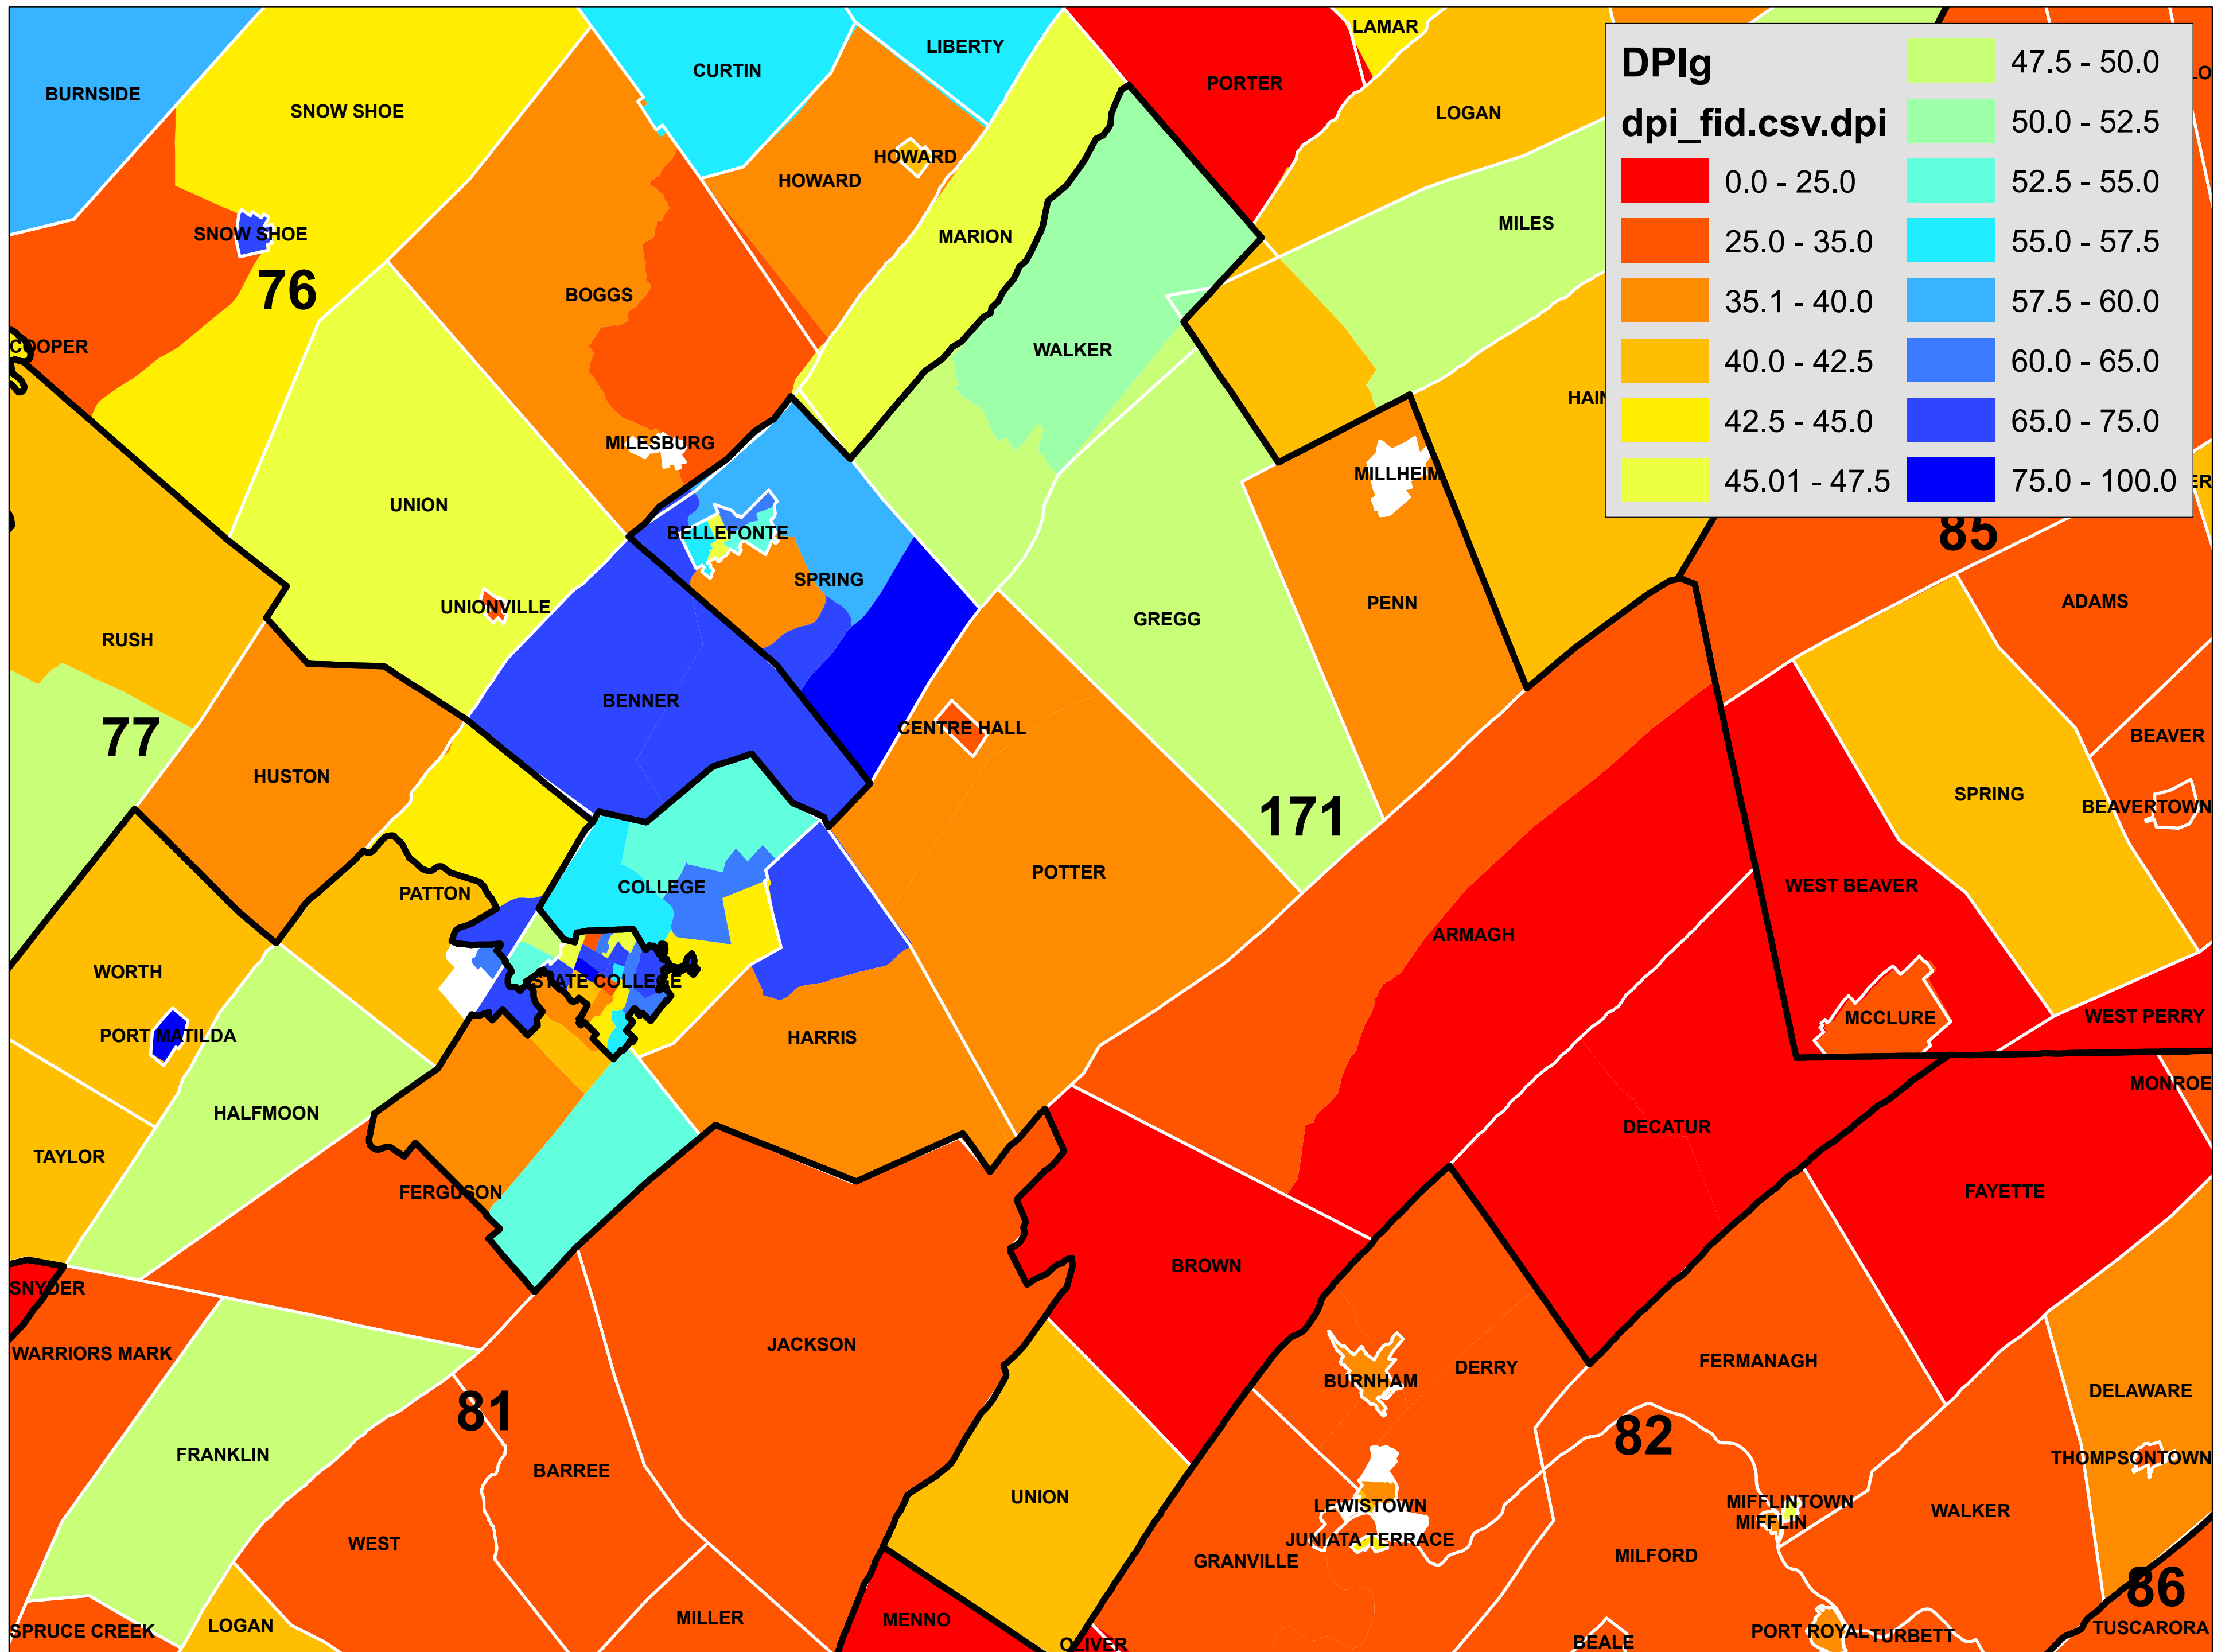 LAMAR
LIBERTY
CURTIN
PORTER
BURNSIDE
SNOW SHOE
LOGAN
HOWARD
HOWARD
MILES
SNOW SHOE
MARION
76
BOGGS
COOPER
WALKER
MILESBURG
MILLHEIM
UNION
BELLEFONTE
85
SPRING
UNIONVILLE
PENN
ADAMS
GREGG
RUSH
BENNER
CENTRE HALL
77
BEAVER
HUSTON
SPRING
BEAVERTOWN
171
POTTER
COLLEGE
WEST BEAVER
PATTON
ARMAGH
WORTH
STATE COLLEGE
MCCLURE
WEST PERRY
PORT MATILDA
HARRIS
MONROE
HALFMOON
DECATUR
TAYLOR
FERGUSON
FAYETTE
BROWN
SNYDER
JACKSON
WARRIORS MARK
FERMANAGH
DERRY
BURNHAM
DELAWARE
81
82
FRANKLIN
THOMPSONTOWN
BARREE
UNION
MIFFLINTOWN
LEWISTOWN
WALKER
MIFFLIN
JUNIATA TERRACE
WEST
MILFORD
GRANVILLE
86
MILLER
MENNO
LOGAN
TUSCARORA
SPRUCE CREEK
PORT ROYAL
TURBETT
BEALE
OLIVER
DPIg
dpi_fid.csv.dpi
0.0 - 25.0
25.0 - 35.0
35.1 - 40.0
40.0 - 42.5
42.5 - 45.0
45.01 - 47.5
47.5 - 50.0
50.0 - 52.5
52.5 - 55.0
55.0 - 57.5
57.5 - 60.0
60.0 - 65.0
65.0 - 75.0
75.0 - 100.0